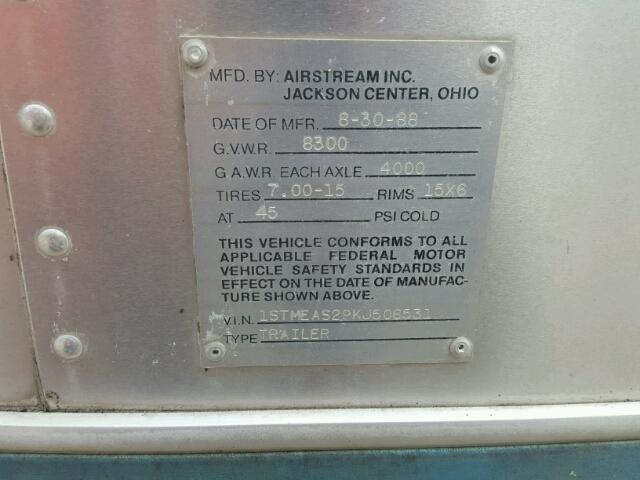 MFD. BY: AIRSTREAM INC.
JACKSON CENTER, OHIO
DATE OF MFR. 8-30-88
G.V.W.R. 8300
G A.W.R. EACH AXLE 4000
TIRES 7.00-15 RIMS 15X6
AT 45 PSI COLD
THIS VEHICLE CONFORMS TO ALL
APPLICABLE FEDERAL MOTOR
VEHICLE SAFETY STANDARDS IN
EFFECT ON THE DATE OF MANUFAC-
TURE SHOWN ABOVE.
V.I.N. 1STMEAS29KJ506531
TYPE TRAILER